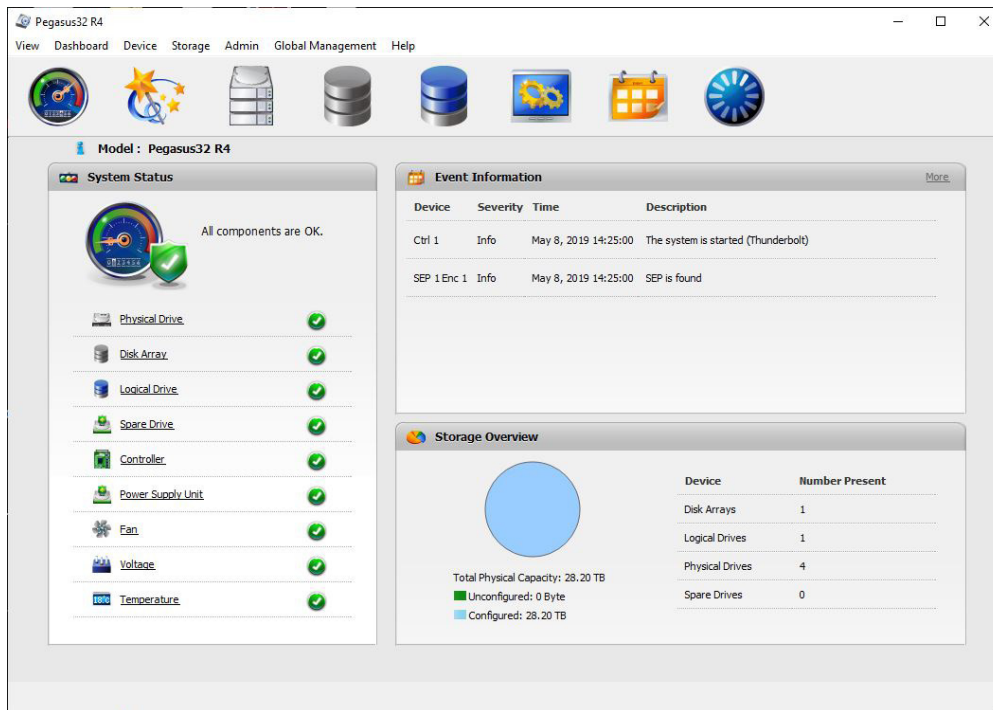 Pegasus32 R4
View Dashboard Device Storage Admin Global Management Help
Model : Pegasus32 R4
System Status
All components are OK.
Physical Drive
Disk Array
Logical Drive
Spare Drive
Controller
Power Supply Unit
Fan
Voltage
Temperature
Event Information More
Device Severity Time Description
Ctrl 1 Info May 8, 2019 14:25:00 The system is started (Thunderbolt)
SEP 1 Enc 1 Info May 8, 2019 14:25:00 SEP is found
Storage Overview
Total Physical Capacity: 28.20 TB
Unconfigured: 0 Byte
Configured: 28.20 TB
Device Number Present
Disk Arrays 1
Logical Drives 1
Physical Drives 4
Spare Drives 0